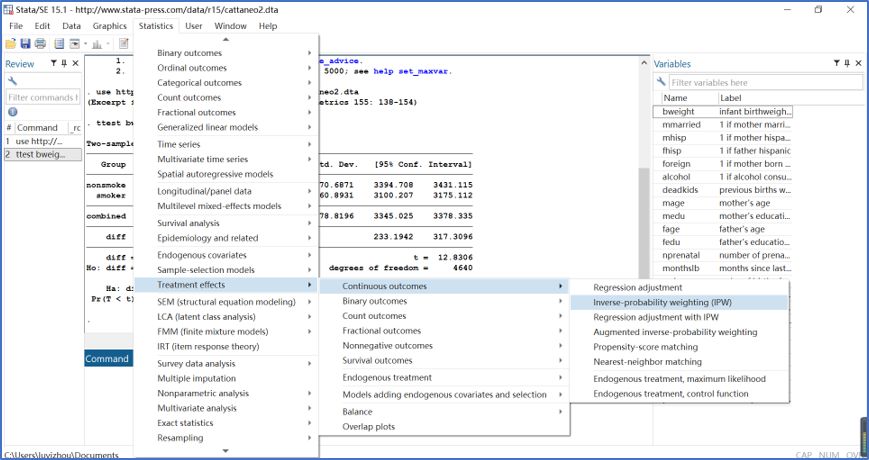 Stata/SE 15.1 - http://www.stata-press.com/data/r15/cattaneo2.dta
File Edit Data Statistics User Window Help
Review
Filter commands h
# Command _rc
1 use http://...
2 ttest bweig...
1. e_advice.
2. 5000; see help set_maxvar.
. use http neo2.dta
(Excerpt f metrics 155: 138-154)
. ttest bw
Two-sample
Group td. Dev. [95% Conf. Interval]
nonsmoke 70.6871 3394.708 3431.115
smoker 60.8931 3100.207 3175.112
combined 78.8196 3345.025 3378.335
diff 233.1942 317.3096
diff = t = 12.8306
Ho: diff = degrees of freedom = 4640
Ha: di
Pr(T < t)
.
Command
Binary outcomes
Ordinal outcomes
Categorical outcomes
Count outcomes
Fractional outcomes
Generalized linear models
Time series
Multivariate time series
Spatial autoregressive models
Longitudinal/panel data
Multilevel mixed-effects models
Survival analysis
Epidemiology and related
Endogenous covariates
Sample-selection models
Treatment effects
SEM (structural equation modeling)
LCA (latent class analysis)
FMM (finite mixture models)
IRT (item response theory)
Survey data analysis
Multiple imputation
Nonparametric analysis
Multivariate analysis
Exact statistics
Resampling
Continuous outcomes
Binary outcomes
Count outcomes
Fractional outcomes
Nonnegative outcomes
Survival outcomes
Endogenous treatment
Models adding endogenous covariates and selection
Balance
Overlap plots
Regression adjustment
Inverse-probability weighting (IPW)
Regression adjustment with IPW
Augmented inverse-probability weighting
Propensity-score matching
Nearest-neighbor matching
Endogenous treatment, maximum likelihood
Endogenous treatment, control function
Variables
Filter variables here
Name Label
bweight infant birthweigh...
mmarried 1 if mother marri...
mhisp 1 if mother hispa...
fhisp 1 if father hispanic
foreign 1 if mother born ...
alcohol 1 if alcohol consu...
deadkids previous births w...
mage mother's age
medu mother's educati...
fage father's age
fedu father's educatio...
nprenatal number of prena...
monthslb months since last...
C:\Users\luyizhou\Documents
CAP NUM OV